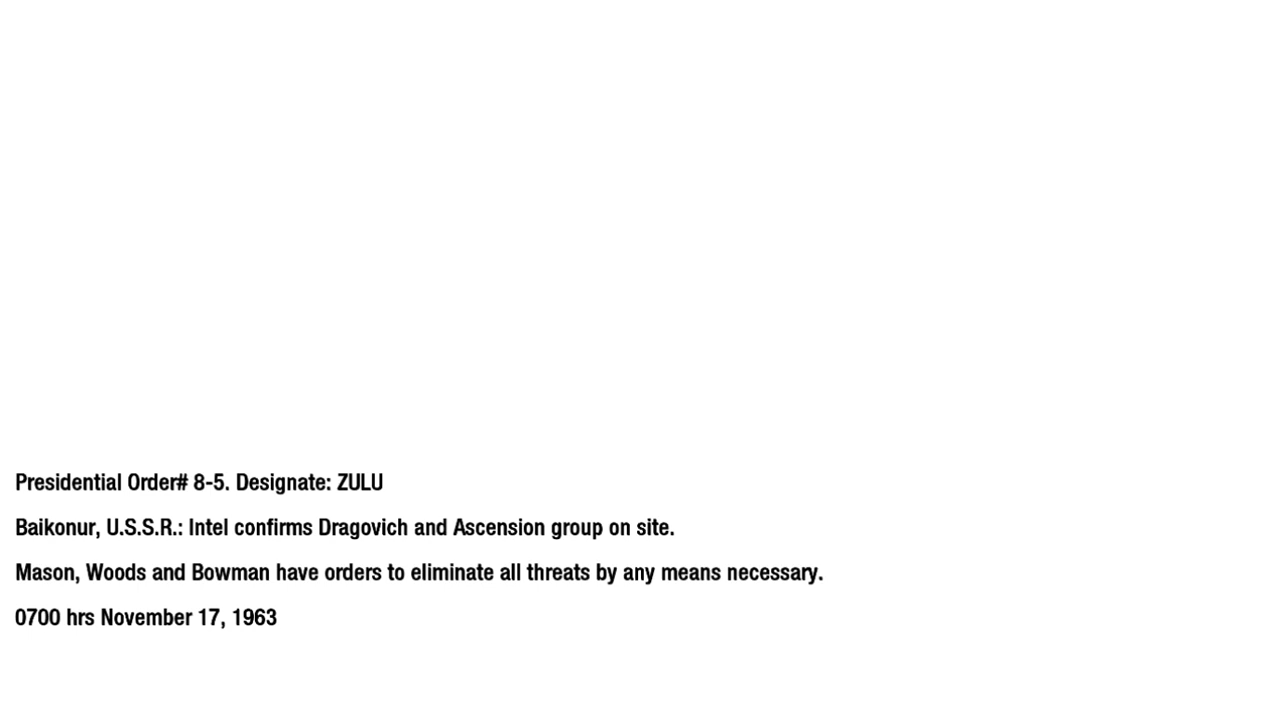 Presidential Order# 8-5. Designate: ZULU
Baikonur, U.S.S.R.: Intel confirms Dragovich and Ascension group on site.
Mason, Woods and Bowman have orders to eliminate all threats by any means necessary.
0700 hrs November 17, 1963